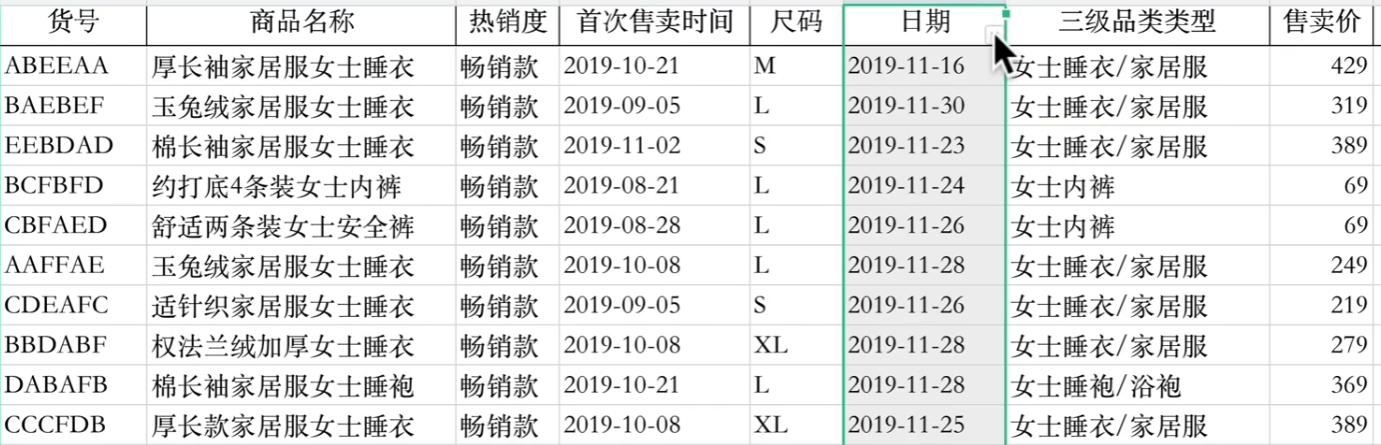 货号 商品名称 热销度 首次售卖时间 尺码 日期 三级品类类型 售卖价
ABEEAA 厚长袖家居服女士睡衣 畅销款 2019-10-21 M 2019-11-16 女士睡衣/家居服 429
BAEBEF 玉兔绒家居服女士睡衣 畅销款 2019-09-05 L 2019-11-30 女士睡衣/家居服 319
EEBDAD 棉长袖家居服女士睡衣 畅销款 2019-11-02 S 2019-11-23 女士睡衣/家居服 389
BCFBFD 约打底4条装女士内裤 畅销款 2019-08-21 L 2019-11-24 女士内裤 69
CBFAED 舒适两条装女士安全裤 畅销款 2019-08-28 L 2019-11-26 女士内裤 69
AAFFAE 玉兔绒家居服女士睡衣 畅销款 2019-10-08 L 2019-11-28 女士睡衣/家居服 249
CDEAFC 适针织家居服女士睡衣 畅销款 2019-09-05 S 2019-11-26 女士睡衣/家居服 219
BBDABF 权法兰绒加厚女士睡衣 畅销款 2019-10-08 XL 2019-11-28 女士睡衣/家居服 279
DABAFB 棉长袖家居服女士睡袍 畅销款 2019-10-21 L 2019-11-28 女士睡袍/浴袍 369
CCCFDB 厚长款家居服女士睡衣 畅销款 2019-10-08 XL 2019-11-25 女士睡衣/家居服 389